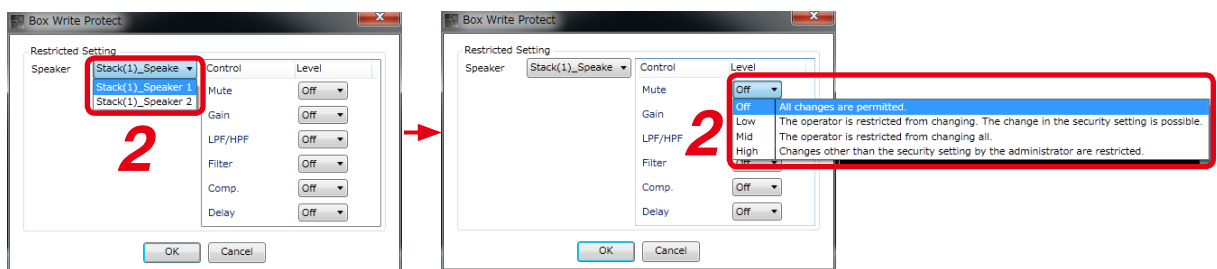 Box Write Protect
Restricted Setting
Speaker Stack(1)_Speake Control Level
Stack(1)_Speaker 1
Stack(1)_Speaker 2
Mute Off
Gain Off
LPF/HPF Off
Filter Off
Comp. Off
Delay Off
2
OK Cancel
Box Write Protect
Restricted Setting
Speaker Stack(1)_Speake Control Level
Mute Off
Off All changes are permitted.
Low The operator is restricted from changing. The change in the security setting is possible.
Mid The operator is restricted from changing all.
High Changes other than the security setting by the administrator are restricted.
Gain
LPF/HPF
Filter Off
Comp. Off
Delay Off
2
OK Cancel